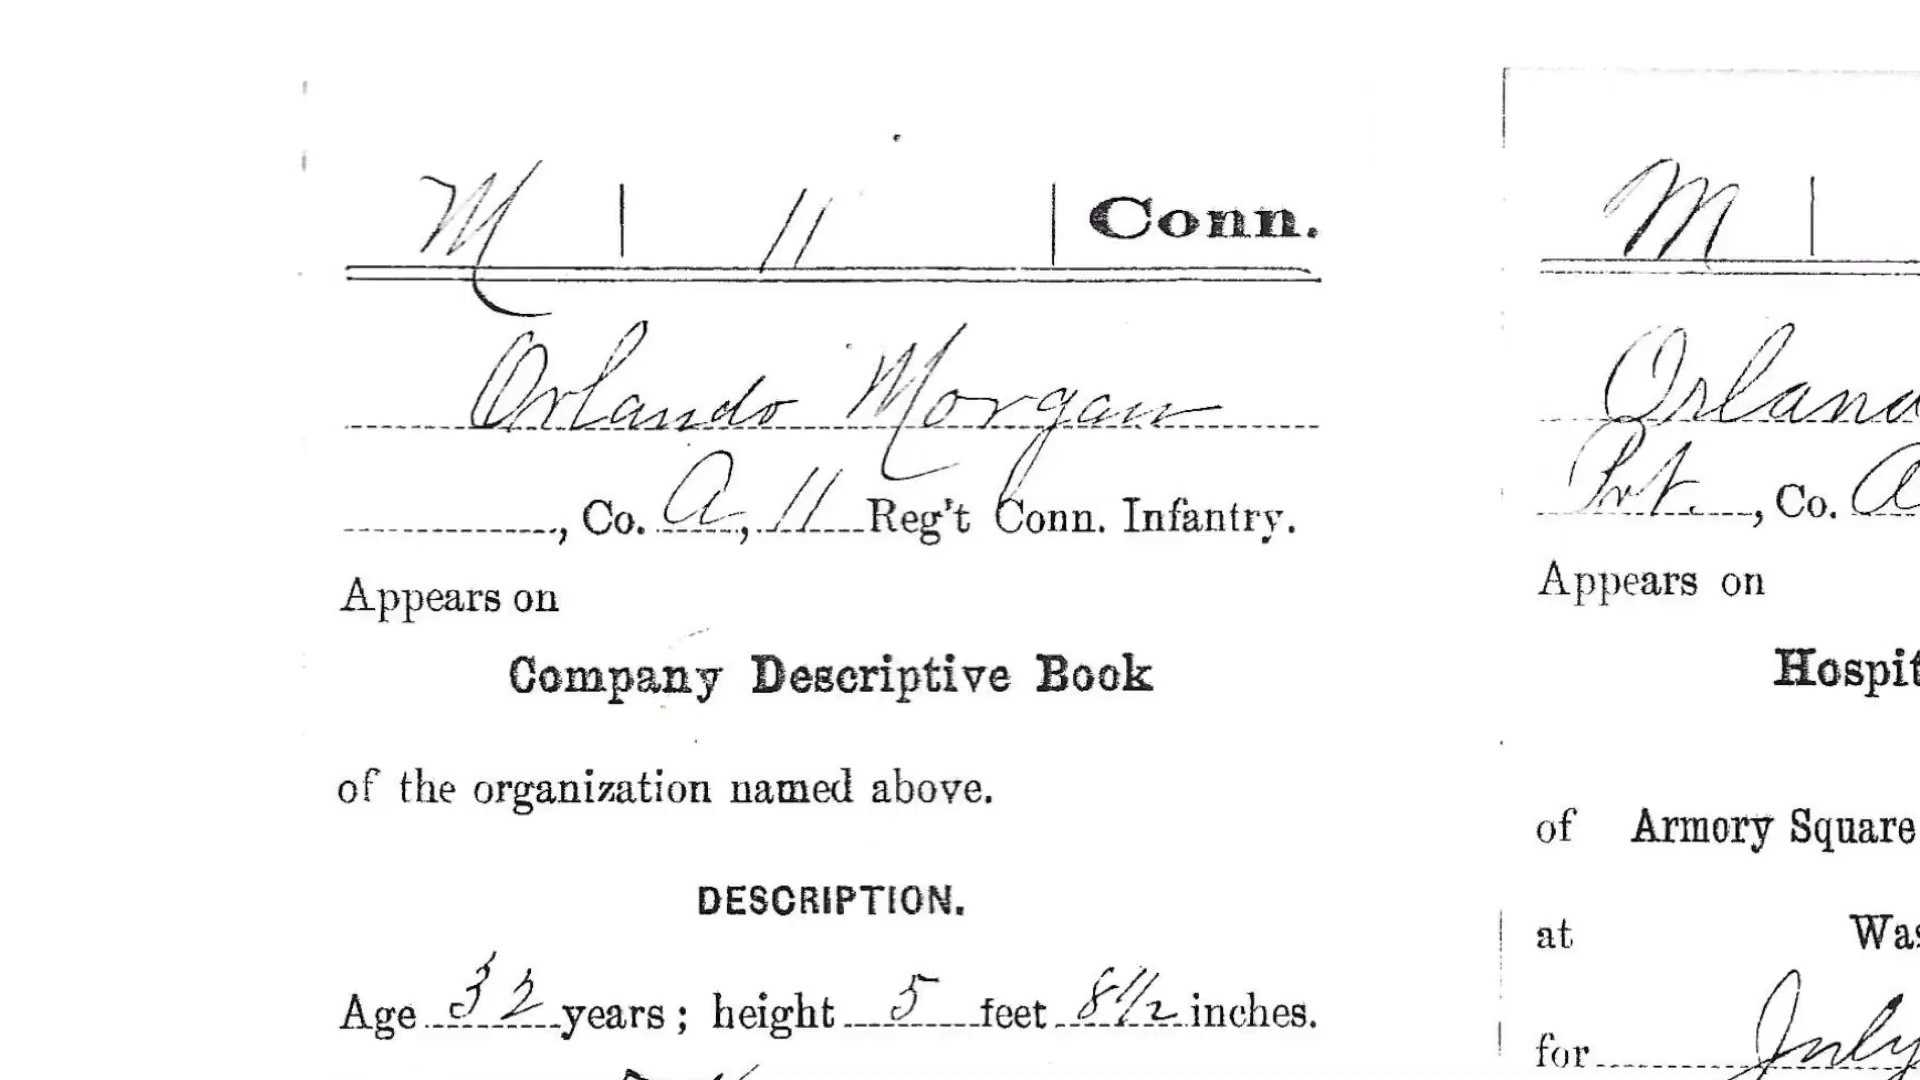 M | 11 | Conn.
Orlando Morgan
, Co. A, 11 Reg't Conn. Infantry.
Appears on
Company Descriptive Book
of the organization named above.
DESCRIPTION.
Age 32 years; height 5 feet 8 1/2 inches.
M |
Orland
Pvt., Co. A
Appears on
Hospit
of Armory Square
at Was
for July